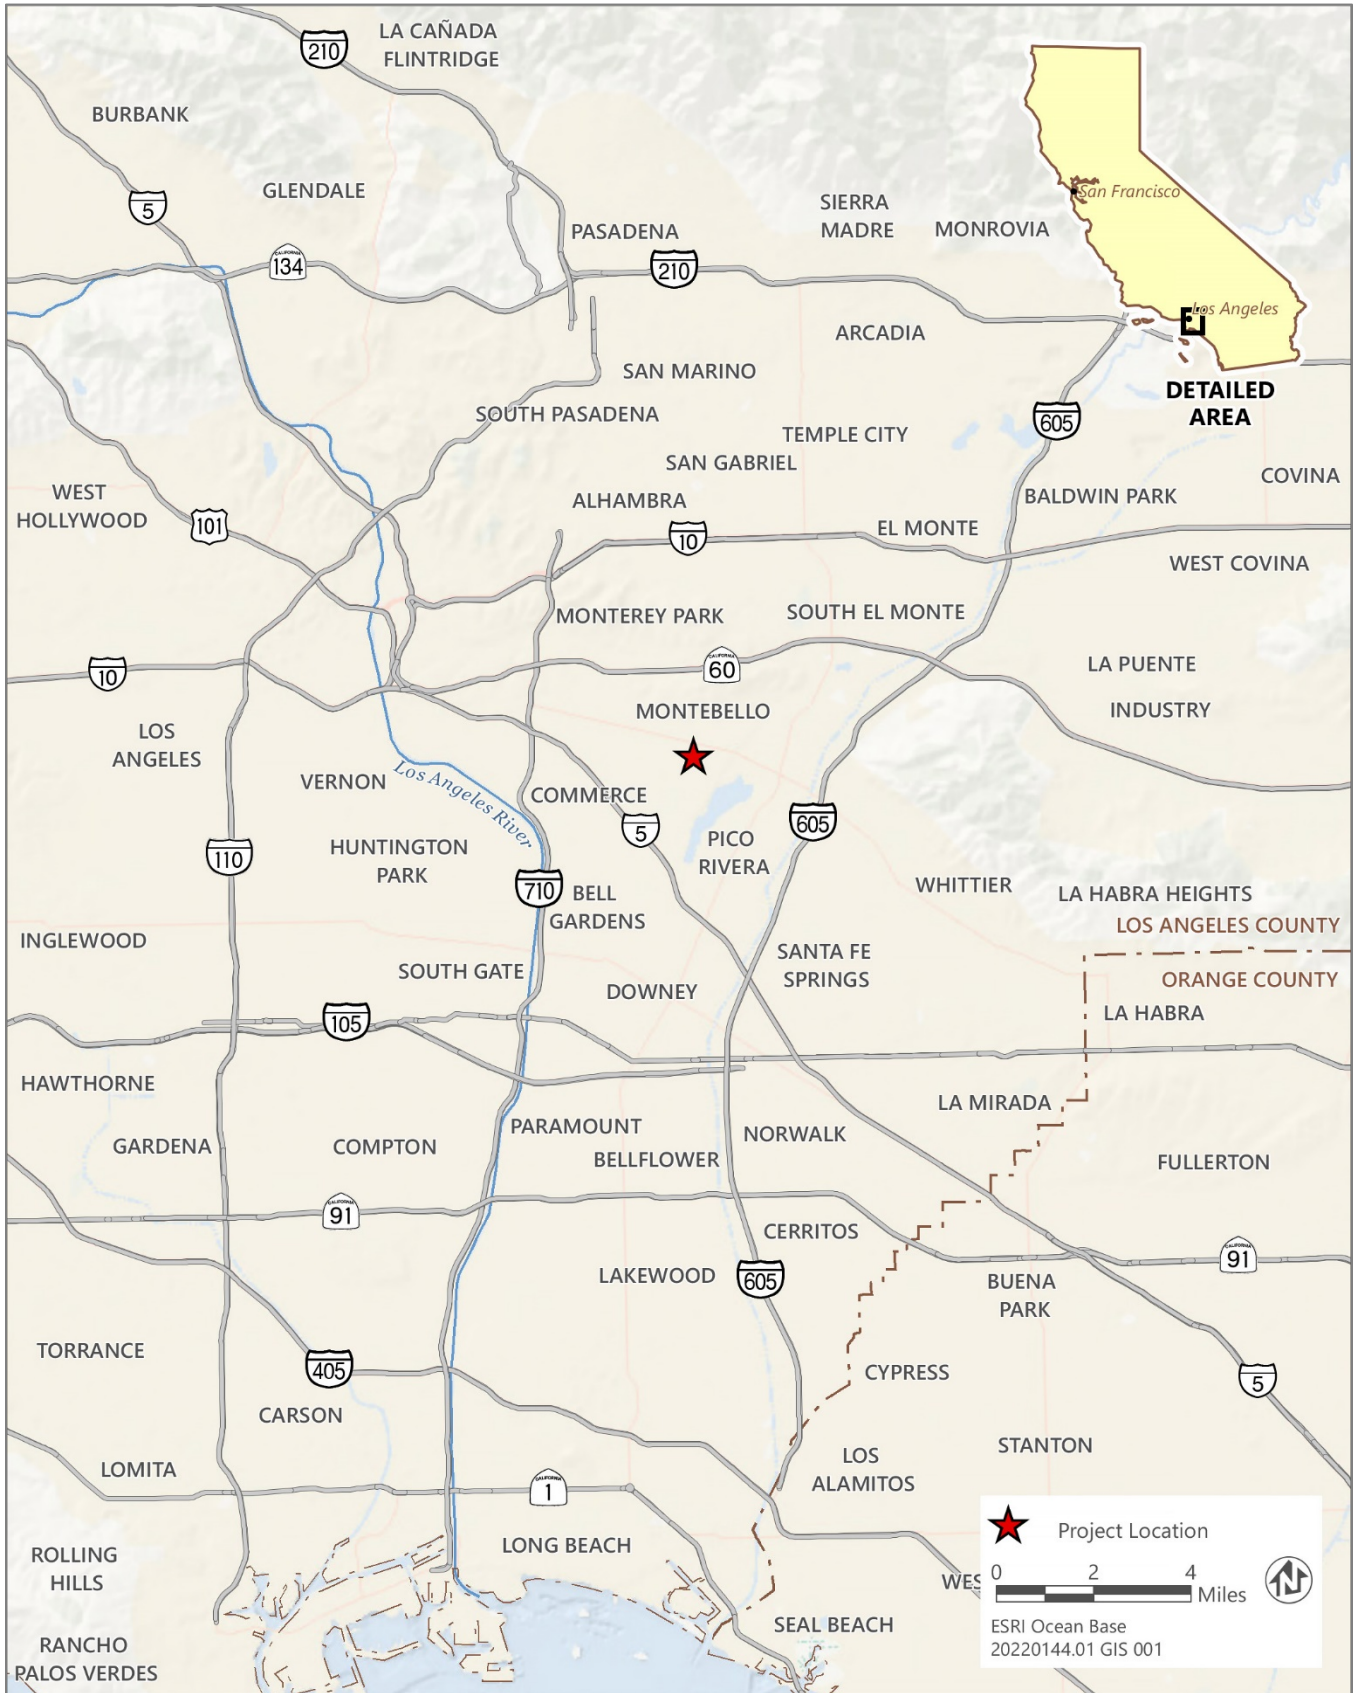 LA CAÑADA
FLINTRIDGE
210
BURBANK
GLENDALE
5
SIERRA
MADRE
MONROVIA
PASADENA
CALIFORNIA
134
210
San Francisco
Los Angeles
DETAILED
AREA
ARCADIA
SAN MARINO
SOUTH PASADENA
605
TEMPLE CITY
SAN GABRIEL
COVINA
WEST
HOLLYWOOD
101
ALHAMBRA
BALDWIN PARK
10
EL MONTE
WEST COVINA
MONTEREY PARK
SOUTH EL MONTE
10
CALIFORNIA
60
LA PUENTE
INDUSTRY
MONTEBELLO
LOS
ANGELES
VERNON
Los Angeles River
COMMERCE
5
605
PICO
RIVERA
110
HUNTINGTON
PARK
710
BELL
GARDENS
WHITTIER
LA HABRA HEIGHTS
LOS ANGELES COUNTY
INGLEWOOD
SOUTH GATE
SANTA FE
SPRINGS
ORANGE COUNTY
DOWNEY
LA HABRA
105
HAWTHORNE
LA MIRADA
GARDENA
COMPTON
PARAMOUNT
NORWALK
BELLFLOWER
FULLERTON
CALIFORNIA
91
CERRITOS
CALIFORNIA
91
LAKEWOOD
605
BUENA
PARK
TORRANCE
405
CYPRESS
5
CARSON
LOMITA
LOS
ALAMITOS
STANTON
CALIFORNIA
1
LONG BEACH
ROLLING
HILLS
WES
SEAL BEACH
RANCHO
PALOS VERDES
Project Location
0 2 4
Miles
N
ESRI Ocean Base
20220144.01 GIS 001